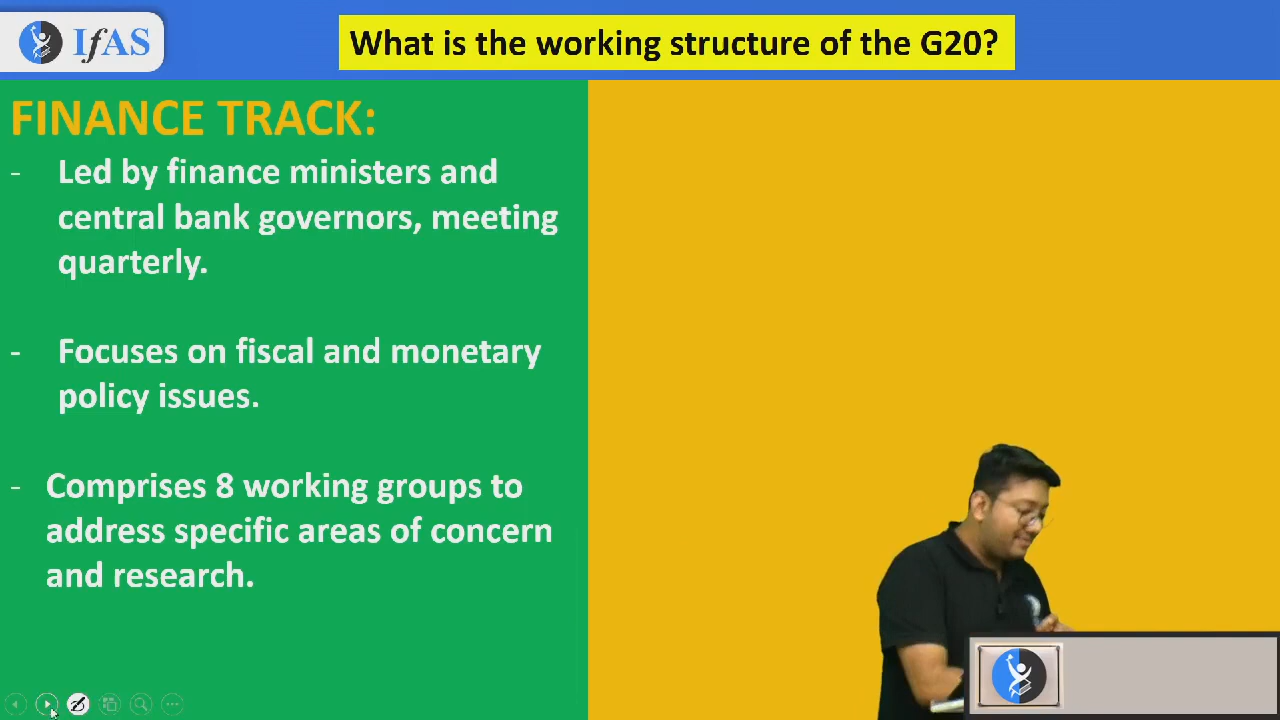 IfAS
What is the working structure of the G20?
FINANCE TRACK:
- Led by finance ministers and
central bank governors, meeting
quarterly.
- Focuses on fiscal and monetary
policy issues.
- Comprises 8 working groups to
address specific areas of concern
and research.